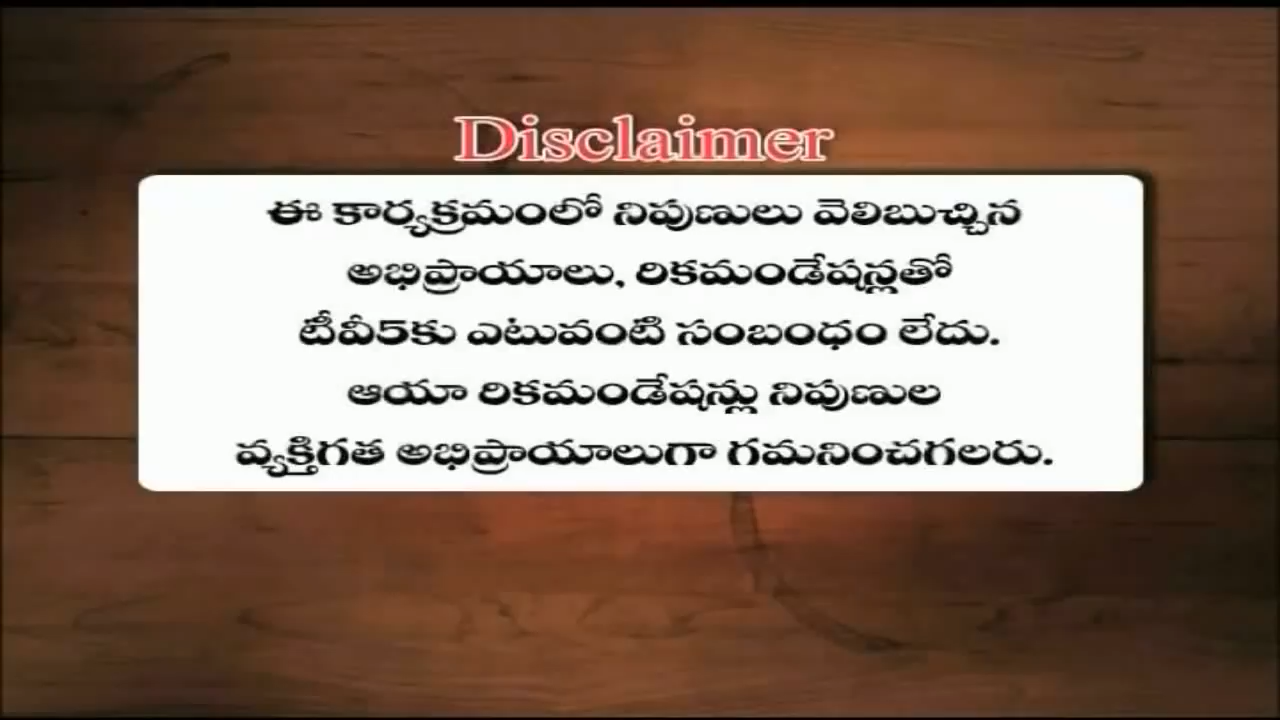 Disclaimer
ఈ కార్యక్రమంలో నిపుణులు వెలిబుచ్చిన
అభిప్రాయాలు, రికమండేషన్లతో
టీవీ5కు ఎటువంటి సంబంధం లేదు.
ఆయా రికమండేషన్లు నిపుణుల
వ్యక్తిగత అభిప్రాయాలుగా గమనించగలరు.